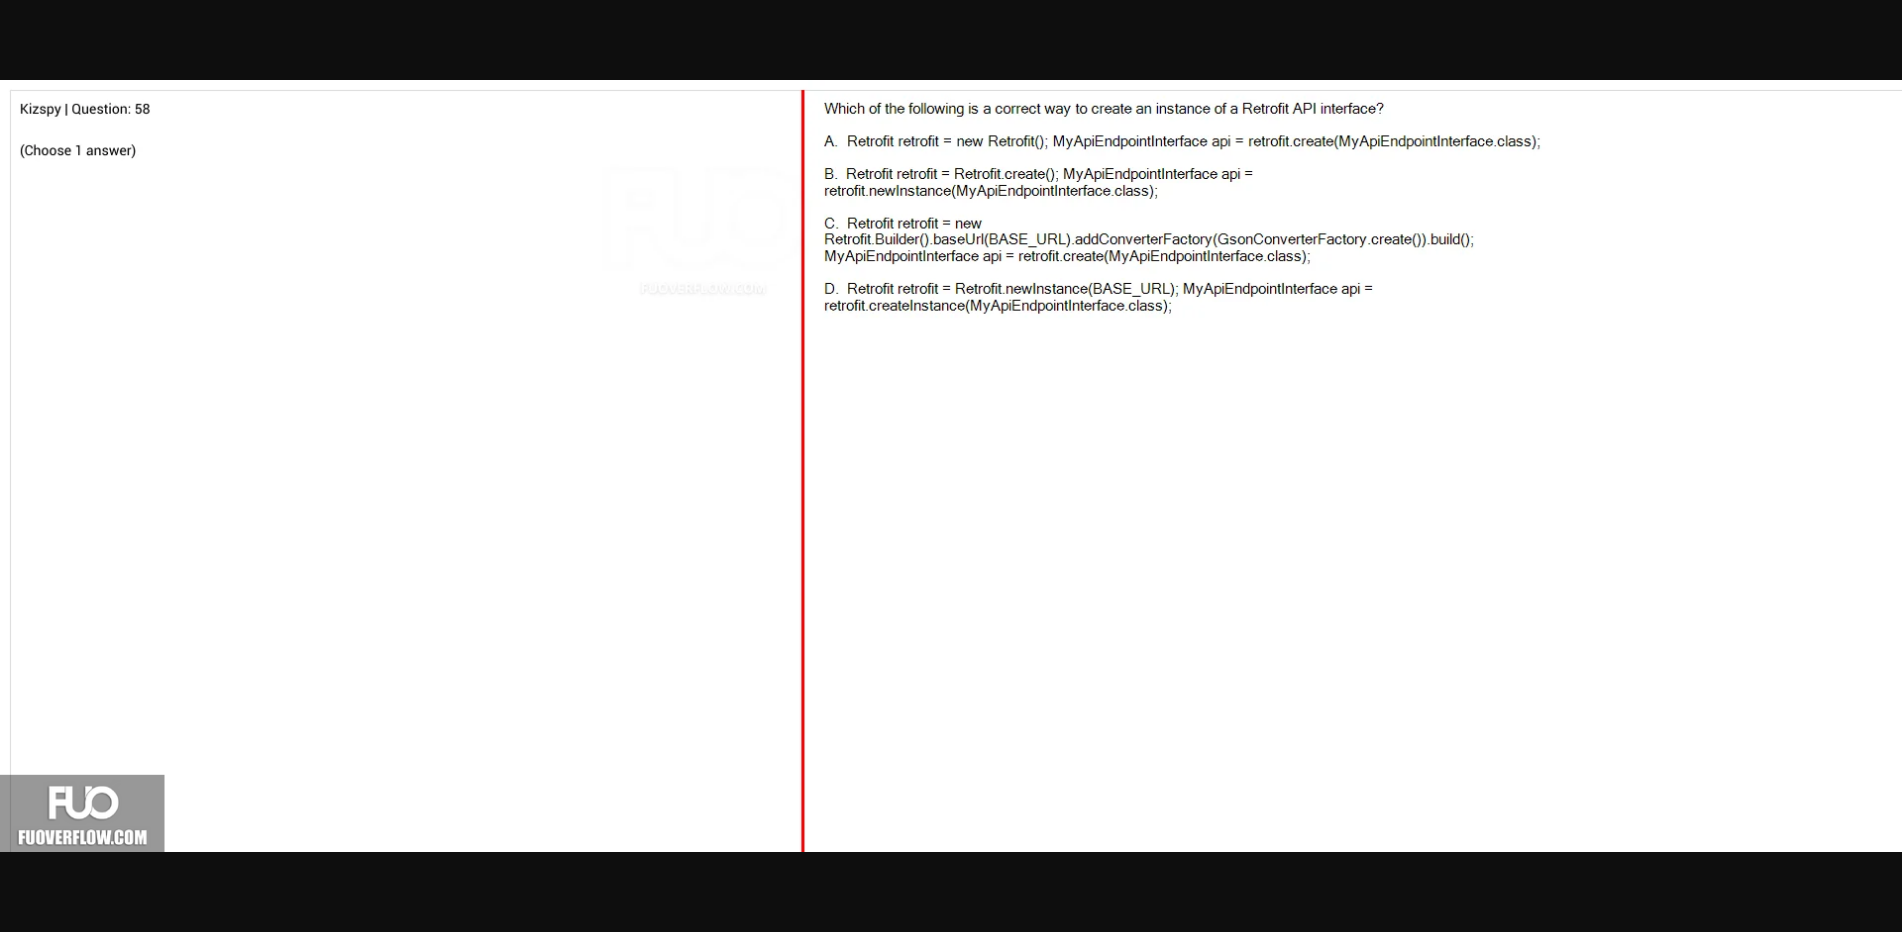 Kizspy | Question: 58
(Choose 1 answer)
Which of the following is a correct way to create an instance of a Retrofit API interface?
A.  Retrofit retrofit = new Retrofit(); MyApiEndpointInterface api = retrofit.create(MyApiEndpointInterface.class);
B.  Retrofit retrofit = Retrofit.create(); MyApiEndpointInterface api =
retrofit.newInstance(MyApiEndpointInterface.class);
C.  Retrofit retrofit = new
Retrofit.Builder().baseUrl(BASE_URL).addConverterFactory(GsonConverterFactory.create()).build();
MyApiEndpointInterface api = retrofit.create(MyApiEndpointInterface.class);
D.  Retrofit retrofit = Retrofit.newInstance(BASE_URL); MyApiEndpointInterface api =
retrofit.createInstance(MyApiEndpointInterface.class);
FUO
FUOVERFLOW.COM
FUO
FUOVERFLOW.COM